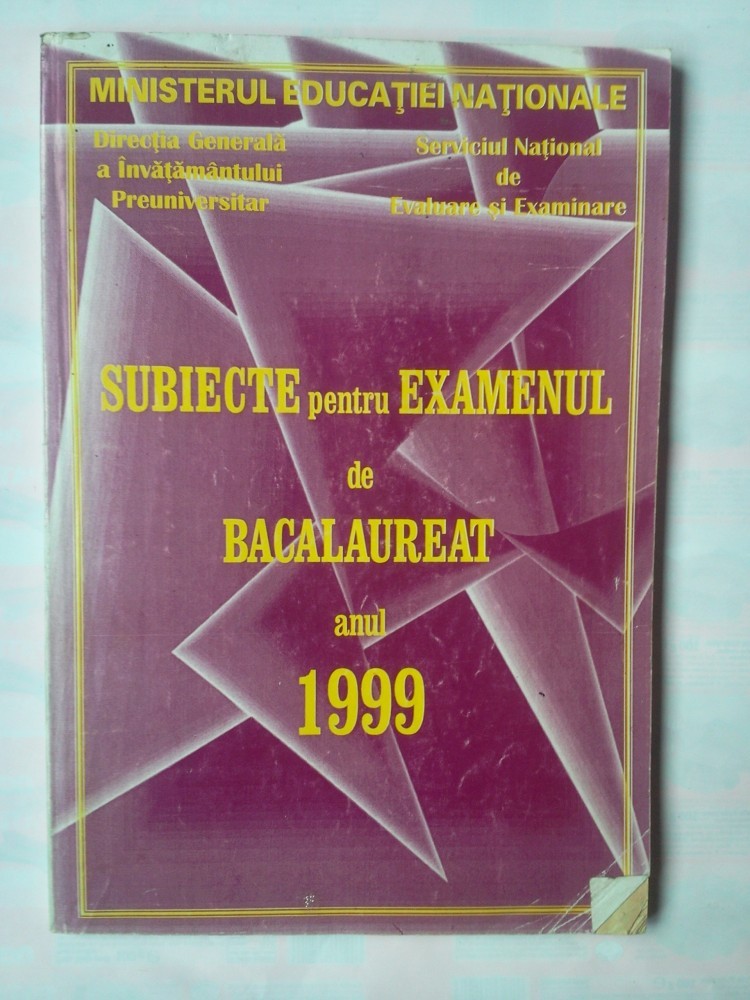 MINISTERUL EDUCAŢIEI NAŢIONALE
Direcţia Generală
a Învăţământului
Preuniversitar
Serviciul Naţional
de
Evaluare şi Examinare
SUBIECTE pentru EXAMENUL
de
BACALAUREAT
anul
1999